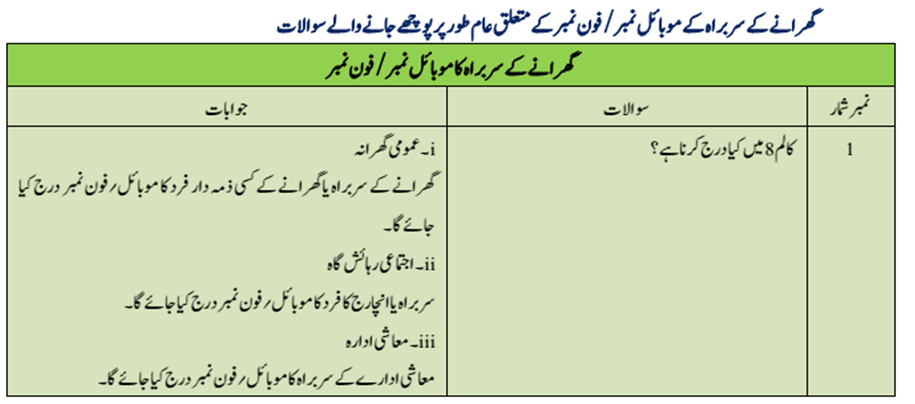 گھرانے کے سربراہ کے موبائل نمبر / فون نمبر کے متعلق عام طور پر پوچھے جانے والے سوالات
گھرانے کے سربراہ کا موبائل نمبر / فون نمبر
نمبر شمار
سوالات
جوابات
1
کالم 8 میں کیا درج کرنا ہے؟
i۔ عمومی گھرانہ
گھرانے کے سربراہ یا گھرانے کے کسی ذمہ دار فرد کا موبائل / فون نمبر درج کیا
جائے گا۔
ii۔ اجتماعی رہائش گاہ
سربراہ یا انچارج کا فرد کا موبائل / فون نمبر درج کیا جائے گا۔
iii۔ معاشی ادارہ
معاشی ادارے کے سربراہ کا موبائل / فون نمبر درج کیا جائے گا۔